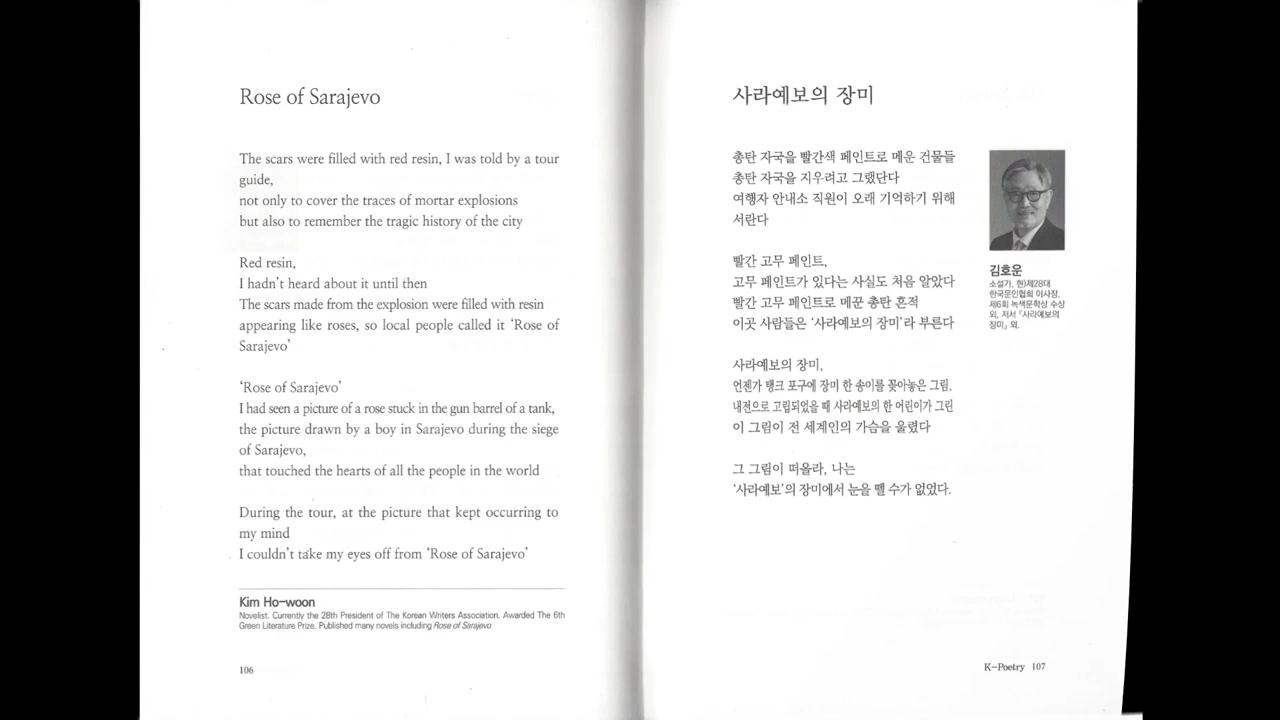 Rose of Sarajevo
The scars were filled with red resin, I was told by a tour
guide,
not only to cover the traces of mortar explosions
but also to remember the tragic history of the city
Red resin,
I hadn't heard about it until then
The scars made from the explosion were filled with resin
appearing like roses, so local people called it 'Rose of
Sarajevo'
'Rose of Sarajevo'
I had seen a picture of a rose stuck in the gun barrel of a tank,
the picture drawn by a boy in Sarajevo during the siege
of Sarajevo,
that touched the hearts of all the people in the world
During the tour, at the picture that kept occurring to
my mind
I couldn't take my eyes off from 'Rose of Sarajevo'
Kim Ho-woon
Novelist. Currently the 28th President of The Korean Writers Association. Awarded The 6th
Green Literature Prize. Published many novels including Rose of Sarajevo
106
사라예보의 장미
총탄 자국을 빨간색 페인트로 메운 건물들
총탄 자국을 지우려고 그랬단다
여행자 안내소 직원이 오래 기억하기 위해
서란다
빨간 고무 페인트,
고무 페인트가 있다는 사실도 처음 알았다
빨간 고무 페인트로 메꾼 총탄 흔적
이곳 사람들은 '사라예보의 장미'라 부른다
사라예보의 장미,
언젠가 탱크 포구에 장미 한 송이를 꽂아놓은 그림,
내전으로 고립되었을 때 사라예보의 한 어린이가 그린
이 그림이 전 세계인의 가슴을 울렸다
그 그림이 떠올라, 나는
'사라예보'의 장미에서 눈을 뗄 수가 없었다.
김호운
소설가, 현)제28대
한국문인협회 이사장,
제6회 녹색문학상 수상
외, 저서 『사라예보의
장미』 외.
K-Poetry 107